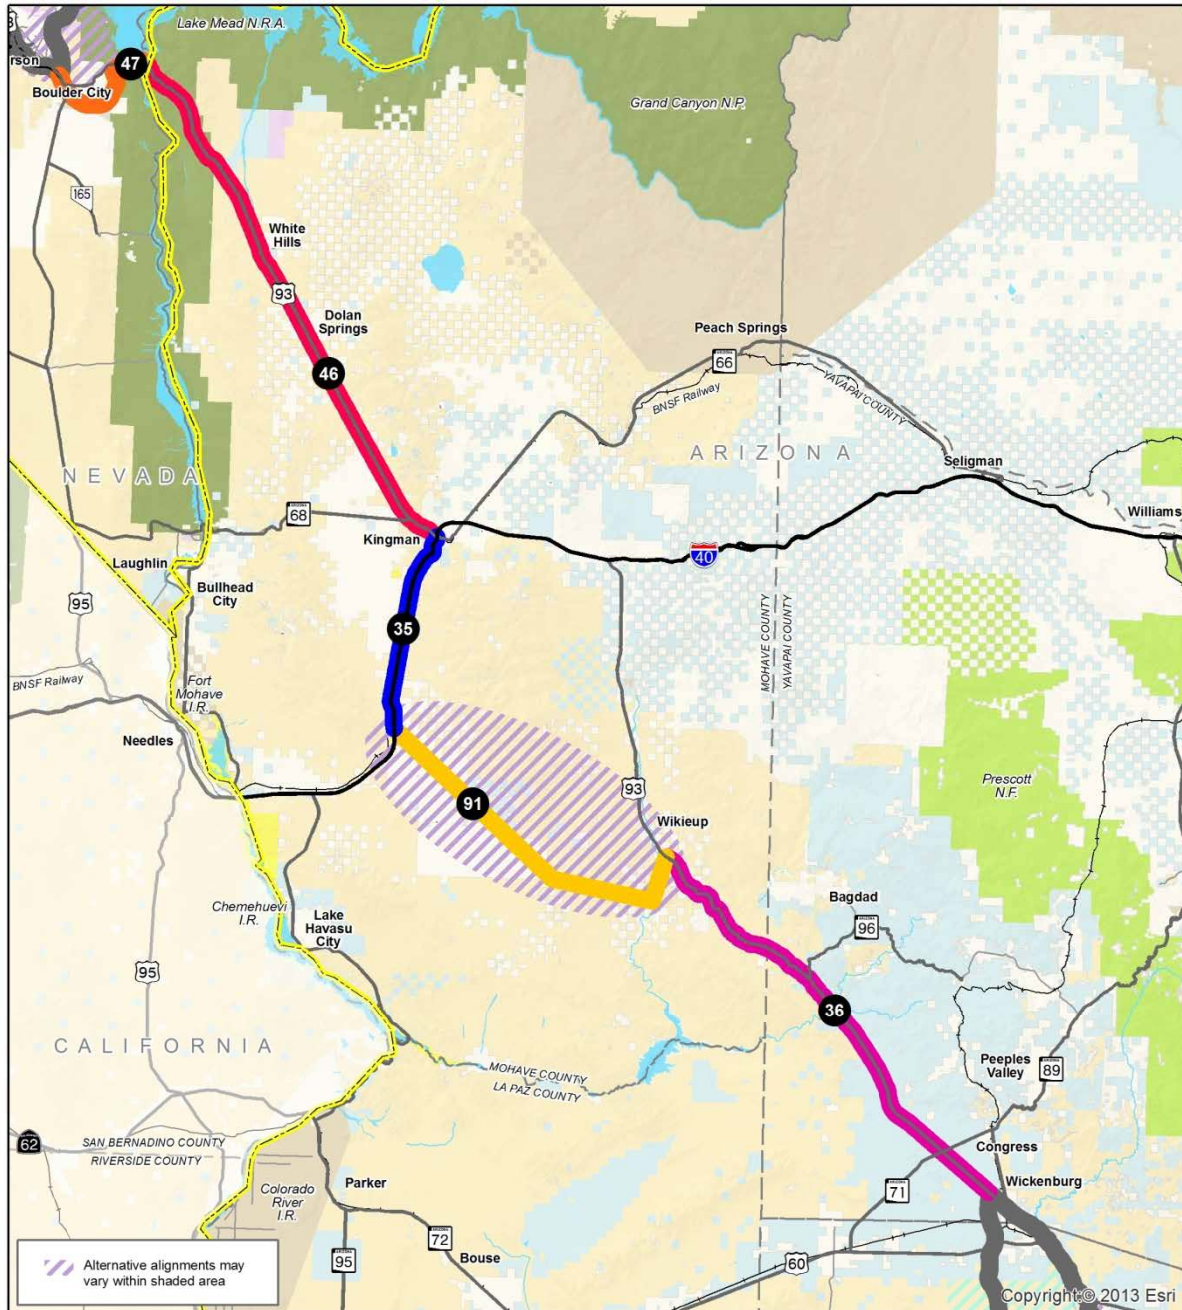 93
Lake Mead N.R.A.
rson
47
Boulder City
Grand Canyon N.P.
165
White
Hills
93
Dolan
Springs
Peach Springs
66
BNSF Railway
YAVAPAI COUNTY
46
ARIZONA
NEVADA
Seligman
68
Kingman
Williams
40
Laughlin
Bullhead
City
95
35
MOHAVE COUNTY
YAVAPAI COUNTY
BNSF Railway
Fort
Mohave
I.R.
Needles
Prescott
N.F.
93
91
Wikieup
Bagdad
96
Chemehuevi
I.R.
Lake
Havasu
City
95
36
CALIFORNIA
MOHAVE COUNTY
LA PAZ COUNTY
Peeples
Valley
89
62
SAN BERNADINO COUNTY
RIVERSIDE COUNTY
Congress
Colorado
River
I.R.
Parker
71
Wickenburg
72
95
Bouse
60
Alternative alignments may
vary within shaded area
Copyright:© 2013 Esri